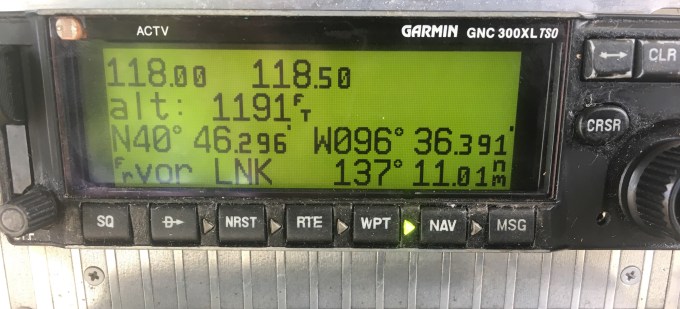 ACTV GARMIN GNC 300XL TSO
118.00 118.50
alt: 1191FT
N40° 46.296' W096° 36.391'
fr vor LNK 137° 11.01nm
CLR
CRSR
SQ D NRST RTE WPT NAV MSG